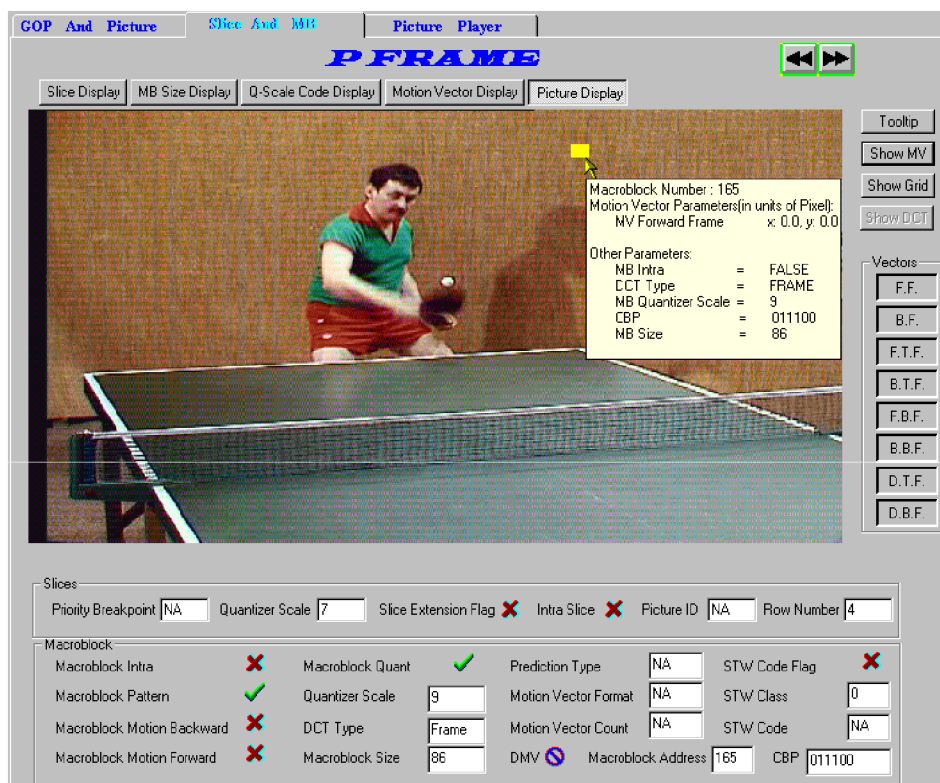 GOP And Picture
Slice And MB
Picture Player
P FRAME
Slice Display
MB Size Display
Q-Scale Code Display
Motion Vector Display
Picture Display
Tooltip
Show MV
Show Grid
Show DCT
Macroblock Number : 165
Motion Vector Parameters(in units of Pixel):
MV Forward Frame x: 0.0, y: 0.0
Other Parameters:
MB Intra = FALSE
DCT Type = FRAME
MB Quantizer Scale = 9
CBP = 011100
MB Size = 86
Vectors
F.F.
B.F.
F.T.F.
B.T.F.
F.B.F.
B.B.F.
D.T.F.
D.B.F.
Slices
Priority Breakpoint NA Quantizer Scale 7 Slice Extension Flag Intra Slice Picture ID NA Row Number 4
Macroblock
Macroblock Intra Macroblock Quant Prediction Type NA STW Code Flag
Macroblock Pattern Quantizer Scale 9 Motion Vector Format NA STW Class 0
Macroblock Motion Backward DCT Type Frame Motion Vector Count NA STW Code NA
Macroblock Motion Forward Macroblock Size 86 DMV Macroblock Address 165 CBP 011100